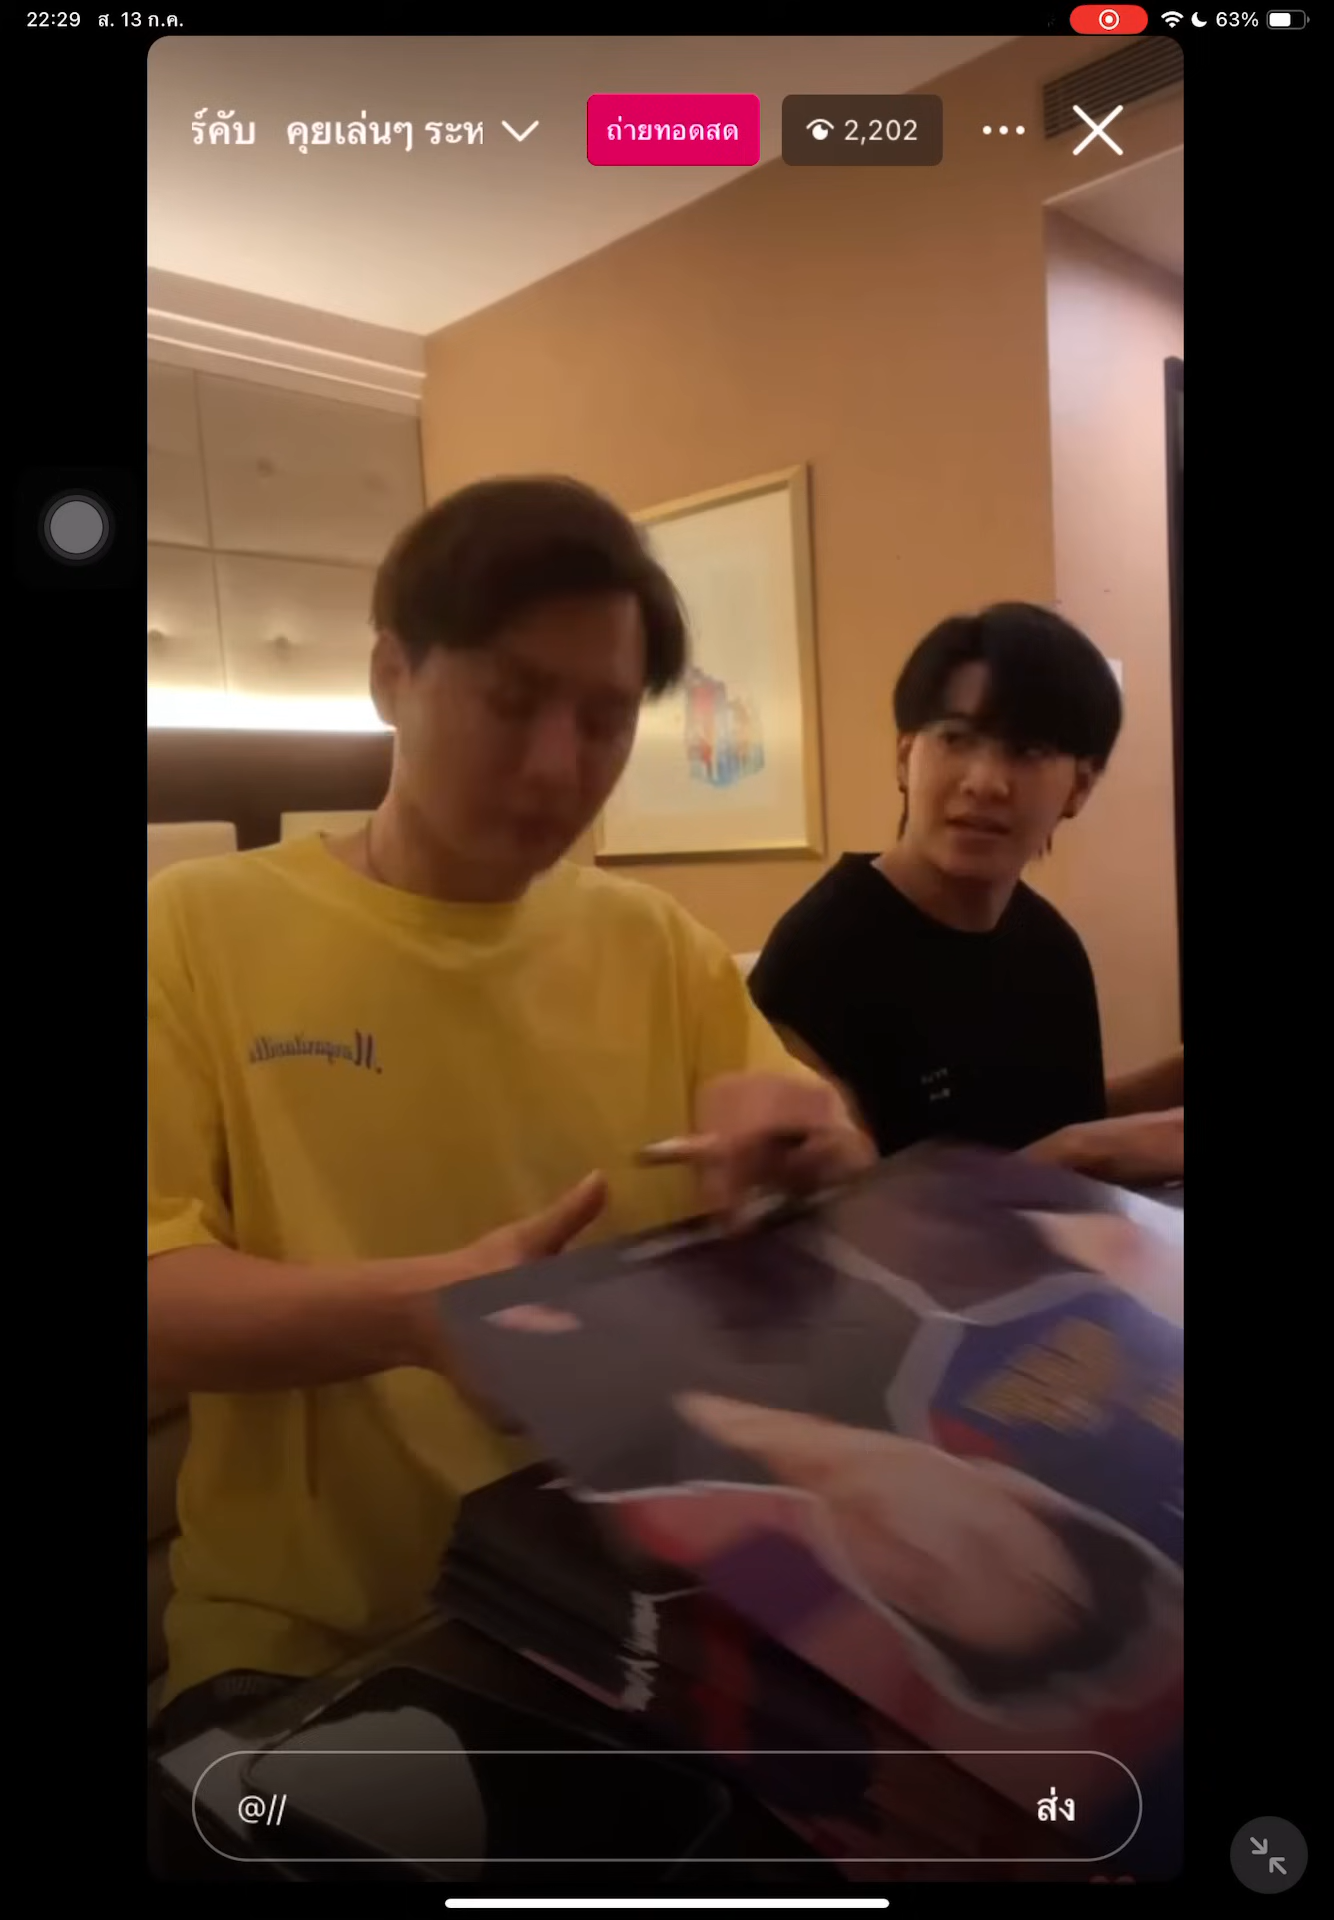 22:29 ส. 13 ก.ค.
63%
ร์คับ คุยเล่นๆ ระห
ถ่ายทอดสด
2,202
@//
ส่ง